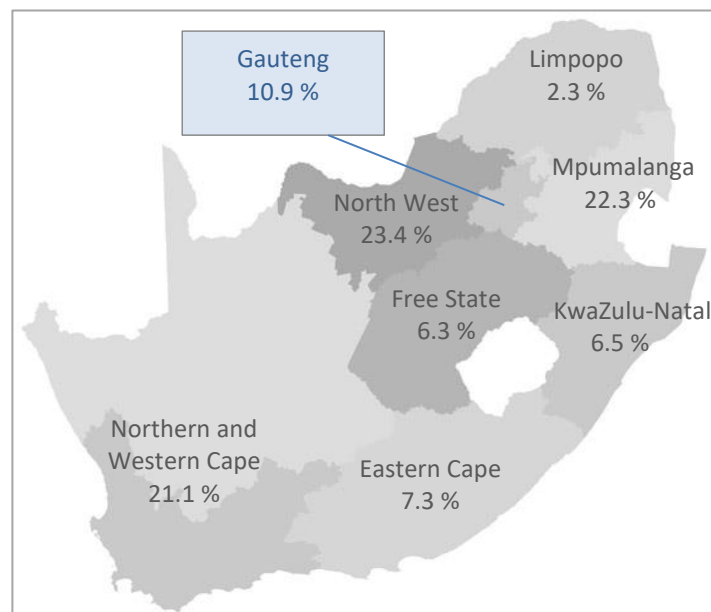 Gauteng
10.9 %
Limpopo
2.3 %
Mpumalanga
22.3 %
North West
23.4 %
Free State
6.3 %
KwaZulu-Natal
6.5 %
Northern and
Western Cape
21.1 %
Eastern Cape
7.3 %